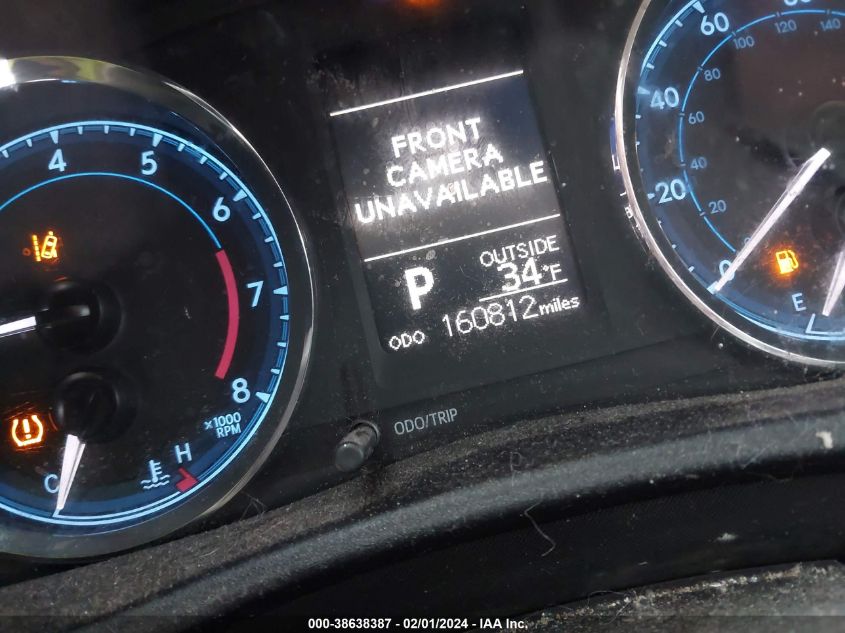 4
5
6
7
8
x1000
RPM
H
C
FRONT
CAMERA
UNAVAILABLE
P
OUTSIDE
34°F
ODO 160812 miles
ODO/TRIP
60
40
20
0
140
120
100
80
60
40
20
E
000-38638387 - 02/01/2024 - IAA Inc.